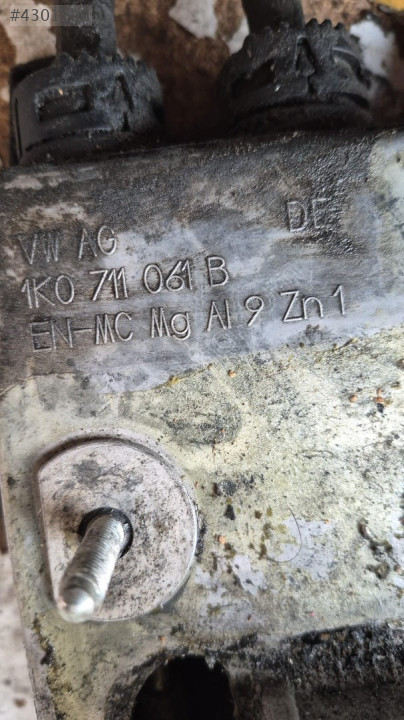 #430
DE
VW AG
1K0 711 061 B
EN-MC Mg Al 9 Zn 1